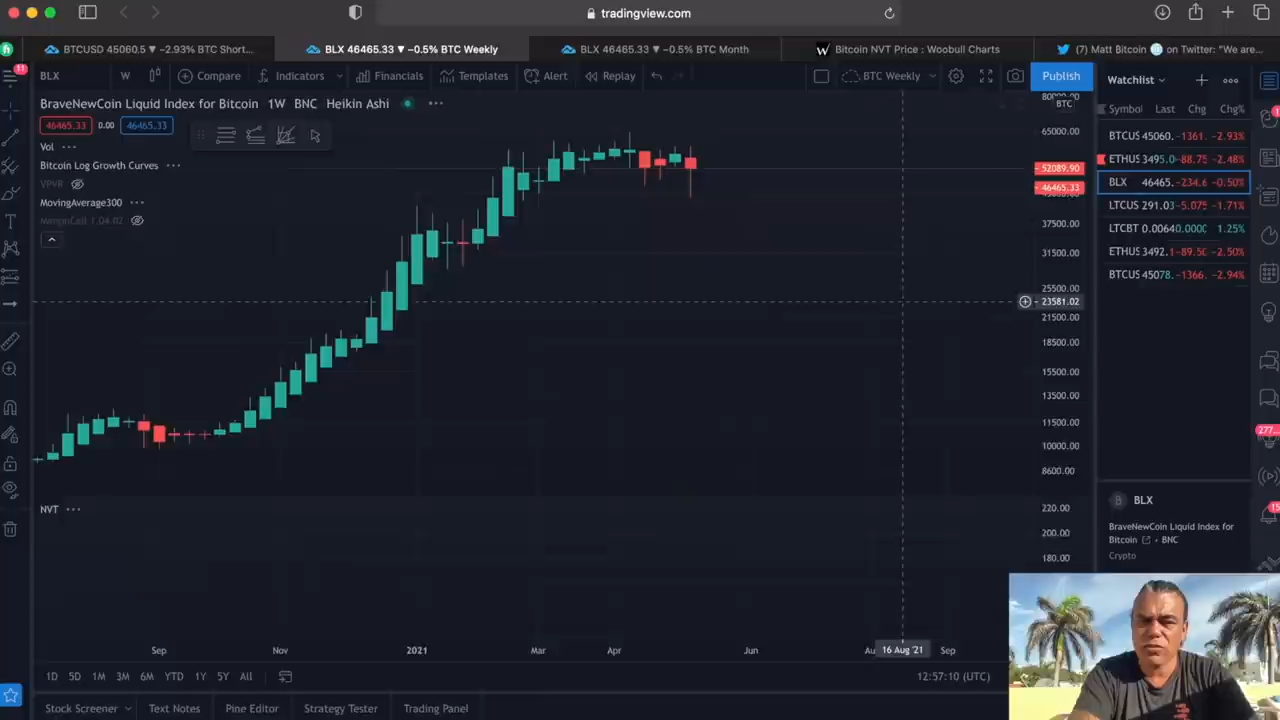 tradingview.com
BTCUSD 45060.5 ▼ −2.93% BTC Short...
BLX 46465.33 ▼ −0.5% BTC Weekly
BLX 46465.33 ▼ −0.5% BTC Month
W Bitcoin NVT Price : Woobull Charts
(7) Matt Bitcoin on Twitter: "We are...
11
BLX
W
Compare
Indicators
Financials
Templates
Alert
Replay
BTC Weekly
Publish
Watchlist
BraveNewCoin Liquid Index for Bitcoin 1W BNC Heikin Ashi
46465.33 0.00 46465.33
Vol
Bitcoin Log Growth Curves
VPVR
MovingAverage300
MarginCall 1.04.02
80000.00
BTC
65000.00
52089.90
46465.33
37500.00
31500.00
25500.00
23581.02
21500.00
18500.00
15500.00
13500.00
11500.00
10000.00
8600.00
Symbol Last Chg Chg%
BTCUS 45060. −1361. −2.93%
ETHUS 3495.0 −88.75 −2.48%
BLX 46465. −234.6 −0.50%
LTCUS 291.03 −5.075 −1.71%
LTCBT 0.0064 0.0000 1.25%
ETHUS 3492.1 −89.50 −2.50%
BTCUS 45078. −1366. −2.94%
277...
NVT
220.00
200.00
180.00
B BLX
BraveNewCoin Liquid Index for
Bitcoin • BNC
Crypto
Sep
Nov
2021
Mar
Apr
Jun
Au
16 Aug '21
Sep
1D 5D 1M 3M 6M YTD 1Y 5Y All
12:57:10 (UTC)
Stock Screener
Text Notes
Pine Editor
Strategy Tester
Trading Panel